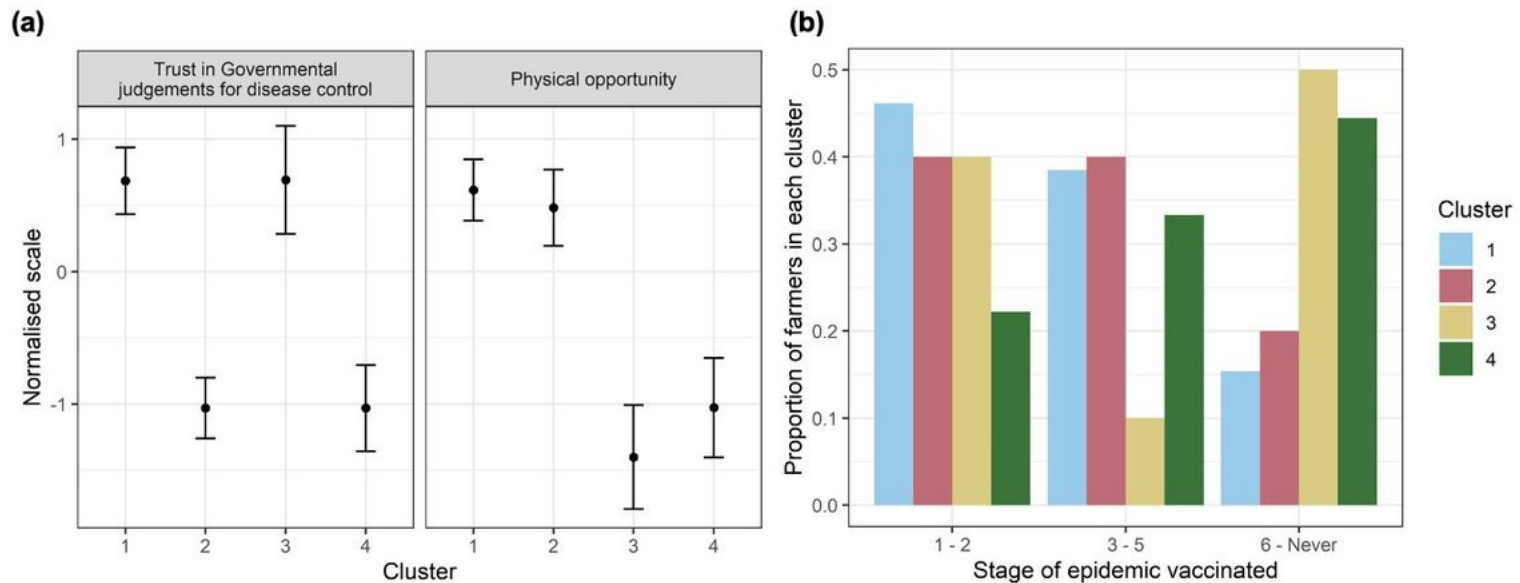 (a)
Trust in Governmental
judgements for disease control
Physical opportunity
Normalised scale
1
0
-1
1 2 3 4
1 2 3 4
Cluster
(b)
Proportion of farmers in each cluster
0.5
0.4
0.3
0.2
0.1
0.0
1 - 2 3 - 5 6 - Never
Stage of epidemic vaccinated
Cluster
1
2
3
4